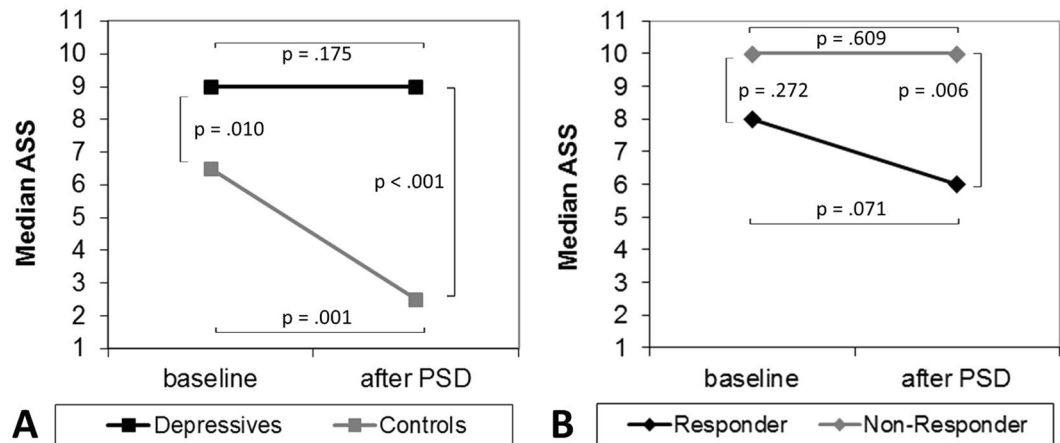 11
10
9
8
7
6
5
4
3
2
1
Median ASS
p = .175
p = .010
p < .001
p = .001
baseline after PSD
A
Depressives Controls
11
10
9
8
7
6
5
4
3
2
1
Median ASS
p = .609
p = .272
p = .006
p = .071
baseline after PSD
B
Responder Non-Responder